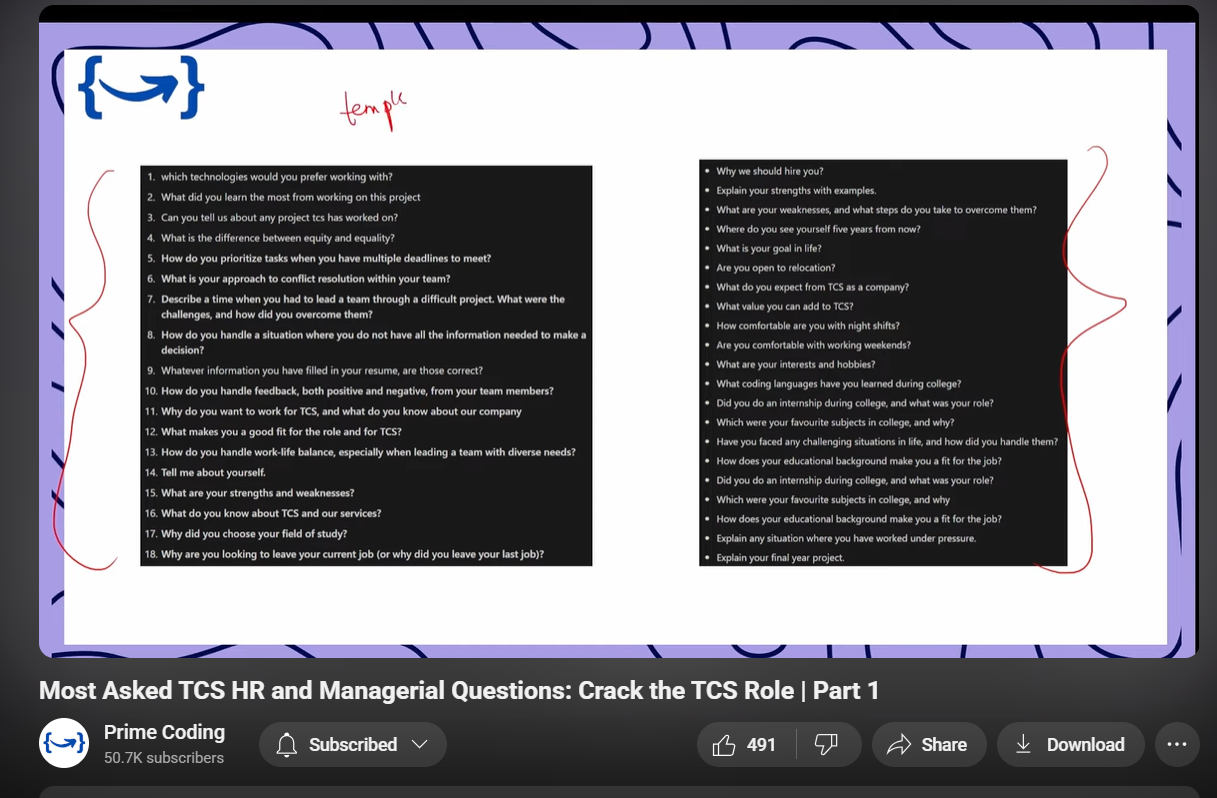 temple
1. which technologies would you prefer working with?
2. What did you learn the most from working on this project
3. Can you tell us about any project tcs has worked on?
4. What is the difference between equity and equality?
5. How do you prioritize tasks when you have multiple deadlines to meet?
6. What is your approach to conflict resolution within your team?
7. Describe a time when you had to lead a team through a difficult project. What were the
challenges, and how did you overcome them?
8. How do you handle a situation where you do not have all the information needed to make a
decision?
9. Whatever information you have filled in your resume, are those correct?
10. How do you handle feedback, both positive and negative, from your team members?
11. Why do you want to work for TCS, and what do you know about our company
12. What makes you a good fit for the role and for TCS?
13. How do you handle work-life balance, especially when leading a team with diverse needs?
14. Tell me about yourself.
15. What are your strengths and weaknesses?
16. What do you know about TCS and our services?
17. Why did you choose your field of study?
18. Why are you looking to leave your current job (or why did you leave your last job)?
• Why we should hire you?
• Explain your strengths with examples.
• What are your weaknesses, and what steps do you take to overcome them?
• Where do you see yourself five years from now?
• What is your goal in life?
• Are you open to relocation?
• What do you expect from TCS as a company?
• What value you can add to TCS?
• How comfortable are you with night shifts?
• Are you comfortable with working weekends?
• What are your interests and hobbies?
• What coding languages have you learned during college?
• Did you do an internship during college, and what was your role?
• Which were your favourite subjects in college, and why?
• Have you faced any challenging situations in life, and how did you handle them?
• How does your educational background make you a fit for the job?
• Did you do an internship during college, and what was your role?
• Which were your favourite subjects in college, and why
• How does your educational background make you a fit for the job?
• Explain any situation where you have worked under pressure.
• Explain your final year project.
Most Asked TCS HR and Managerial Questions: Crack the TCS Role | Part 1
Prime Coding
50.7K subscribers
Subscribed
491
Share
Download